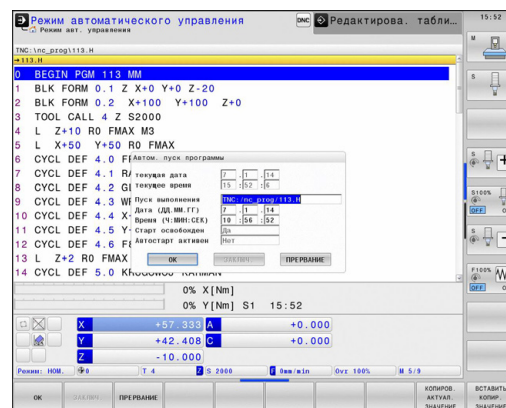 Режим автоматического управления
Режим авт. управления
DNC
Редактирова. табли...
15:52
TNC:\nc_prog\113.H
→113.H
0 BEGIN PGM 113 MM
1 BLK FORM 0.1 Z X+0 Y+0 Z-20
2 BLK FORM 0.2 X+100 Y+100 Z+0
3 TOOL CALL 4 Z S2000
4 L Z+10 R0 FMAX M3
5 L X+50 Y+50 R0 FMAX
6 CYCL DEF 4.0
7 CYCL DEF 4.1
8 CYCL DEF 4.2
9 CYCL DEF 4.3
10 CYCL DEF 4.4 X-
11 CYCL DEF 4.5 Y-
12 CYCL DEF 4.6
13 L Z+2 R0 FMAX
14 CYCL DEF 5.0
Автом. пуск программы
текущая дата 7 .1 .14
текущее время 15 :52 :6
Пуск выполнения TNC:/nc_prog/113.H
Дата (ДД.ММ.ГГ) 7 .1 .14
Время (Ч:МИН:СЕК) 10 :56 :52
Старт освобожден Да
Автостарт активен Нет
OK ЗАКЛЮЧ. ПРЕРВАНИЕ
0% X[Nm]
0% Y[Nm] S1 15:52
X +57.333 A +0.000
Y +42.408 C +0.000
Z -10.000
Режим: НОМ. 0 T 4 Z S 2000 F 0mm/min Ovr 100% M 5/9
M
S
S
S100%
OFF
S
F100%
OFF
OK ЗАКЛЮЧ. ПРЕРВАНИЕ
КОПИРОВ. АКТУАЛ. ЗНАЧЕНИЕ
ВСТАВИТЬ КОПИР. ЗНАЧЕНИЕ